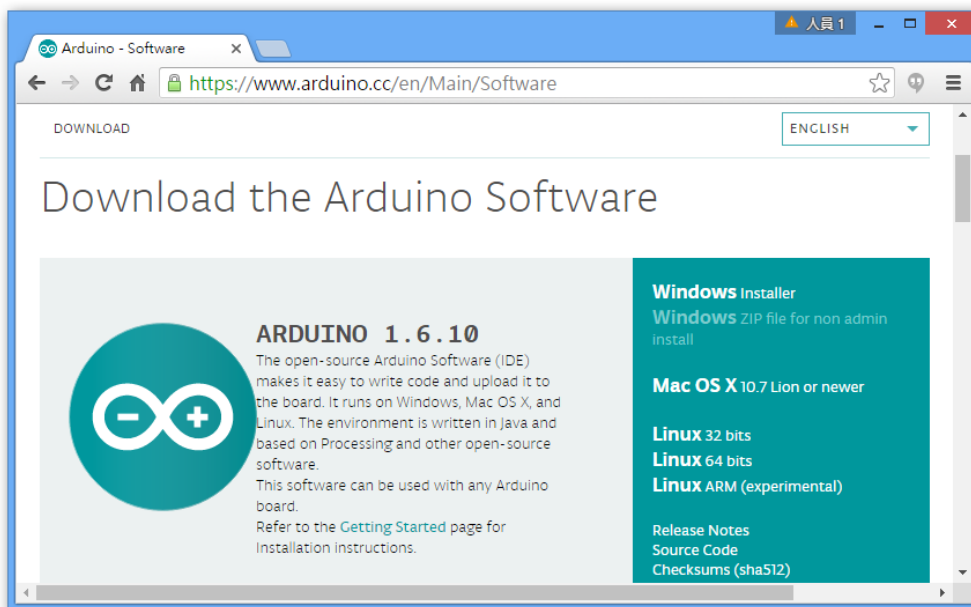 人員 1
Arduino - Software
https://www.arduino.cc/en/Main/Software
DOWNLOAD
ENGLISH
Download the Arduino Software
ARDUINO 1.6.10
The open-source Arduino Software (IDE)
makes it easy to write code and upload it to
the board. It runs on Windows, Mac OS X, and
Linux. The environment is written in Java and
based on Processing and other open-source
software.
This software can be used with any Arduino
board.
Refer to the Getting Started page for
Installation instructions.
Windows Installer
Windows ZIP file for non admin
install
Mac OS X 10.7 Lion or newer
Linux 32 bits
Linux 64 bits
Linux ARM (experimental)
Release Notes
Source Code
Checksums (sha512)